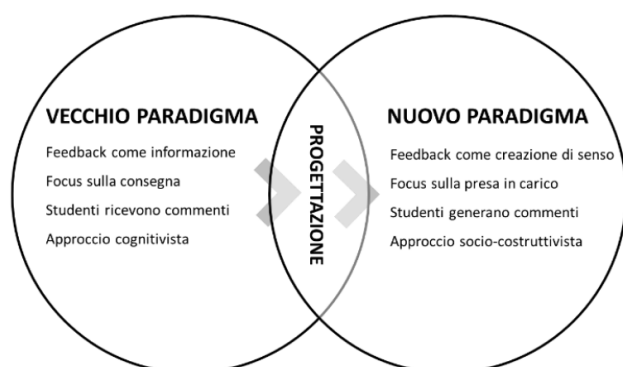 VECCHIO PARADIGMA
Feedback come informazione
Focus sulla consegna
Studenti ricevono commenti
Approccio cognitivista
PROGETTAZIONE
NUOVO PARADIGMA
Feedback come creazione di senso
Focus sulla presa in carico
Studenti generano commenti
Approccio socio-costruttivista